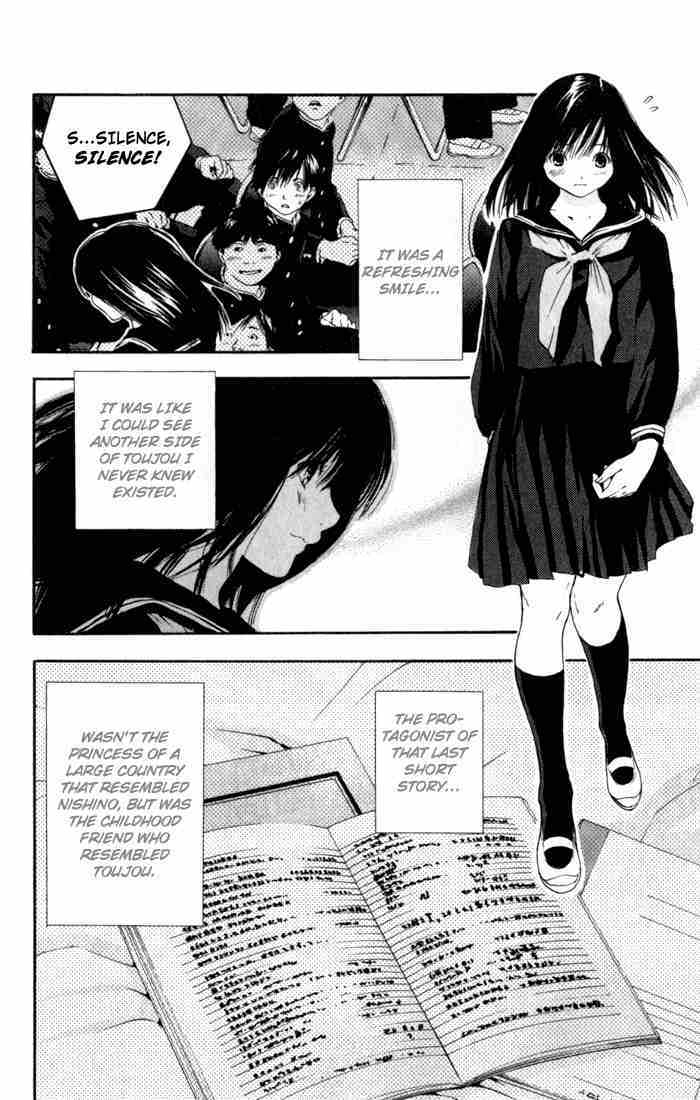 S...SILENCE,
SILENCE!
IT WAS A
REFRESHING
SMILE...
IT WAS LIKE
I COULD SEE
ANOTHER SIDE
OF TOUJOU I
NEVER KNEW
EXISTED.
THE PRO-
TAGONIST OF
THAT LAST
SHORT
STORY...
WASN'T THE
PRINCESS OF A
LARGE COUNTRY
THAT RESEMBLED
NISHINO, BUT WAS
THE CHILDHOOD
FRIEND WHO
RESEMBLED
TOUJOU.